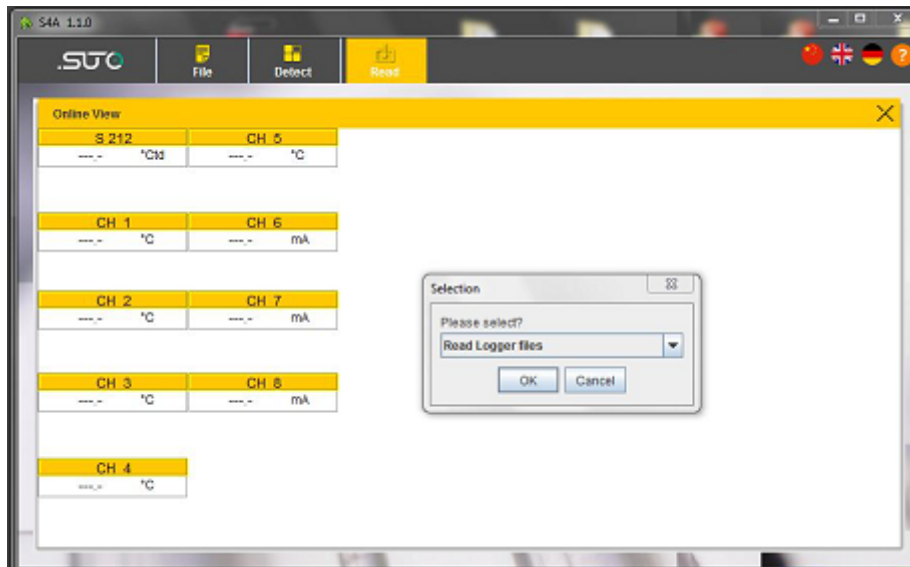 S4A 1.1.0
.SUTO
File
Detect
Read
?
Online View
S 212
CH 5
---,- °Ctd
---,- °C
CH 1
CH 6
---,- °C
---,- mA
CH 2
CH 7
---,- °C
---,- mA
CH 3
CH 8
---,- °C
---,- mA
CH 4
---,- °C
Selection
Please select?
Read Logger files
OK
Cancel